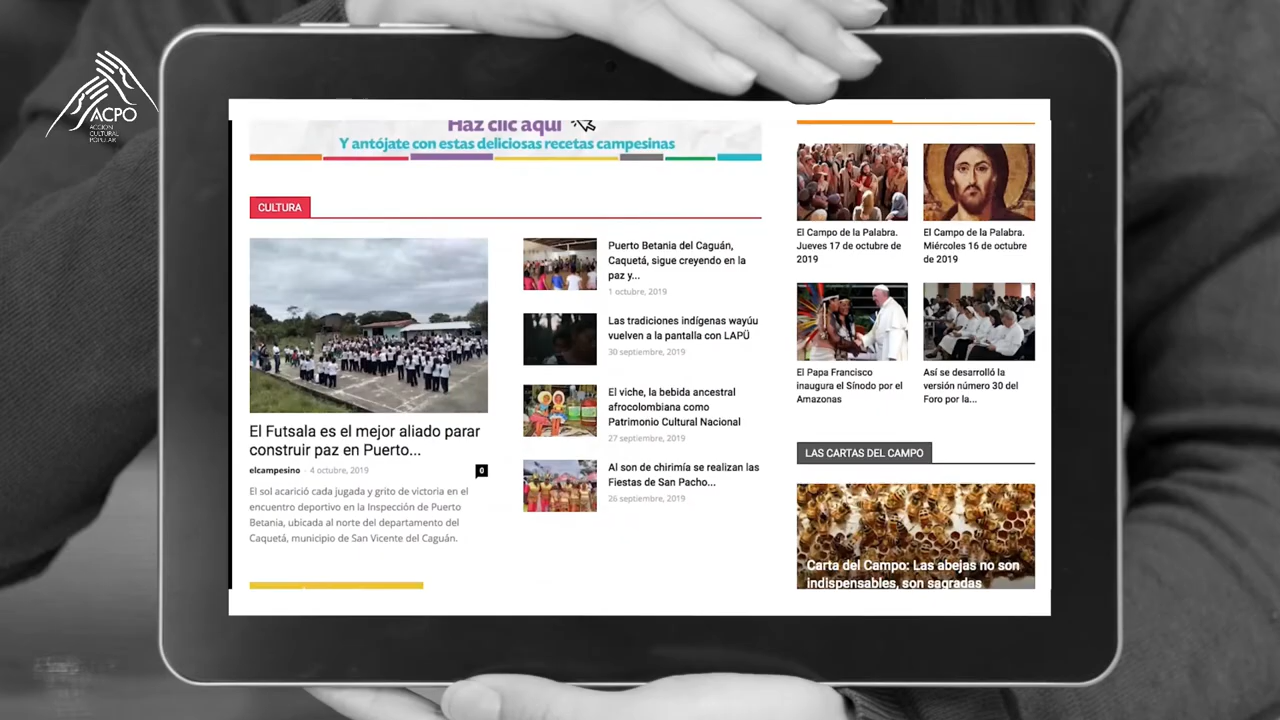 ACPO
ACCIÓN
CULTURAL
POPULAR
Haz clic aquí
Y antójate con estas deliciosas recetas campesinas
CULTURA
El Futsala es el mejor aliado parar
construir paz en Puerto...
elcampesino - 4 octubre, 2019
0
El sol acarició cada jugada y grito de victoria en el
encuentro deportivo en la Inspección de Puerto
Betania, ubicada al norte del departamento del
Caquetá, municipio de San Vicente del Caguán.
Puerto Betania del Caguán,
Caquetá, sigue creyendo en la
paz y...
1 octubre, 2019
Las tradiciones indígenas wayúu
vuelven a la pantalla con LAPÜ
30 septiembre, 2019
El viche, la bebida ancestral
afrocolombiana como
Patrimonio Cultural Nacional
27 septiembre, 2019
Al son de chirimía se realizan las
Fiestas de San Pacho...
26 septiembre, 2019
El Campo de la Palabra.
Jueves 17 de octubre de
2019
El Campo de la Palabra.
Miércoles 16 de octubre
de 2019
El Papa Francisco
inaugura el Sínodo por el
Amazonas
Así se desarrolló la
versión número 30 del
Foro por la...
LAS CARTAS DEL CAMPO
Carta del Campo: Las abejas no son
indispensables, son sagradas